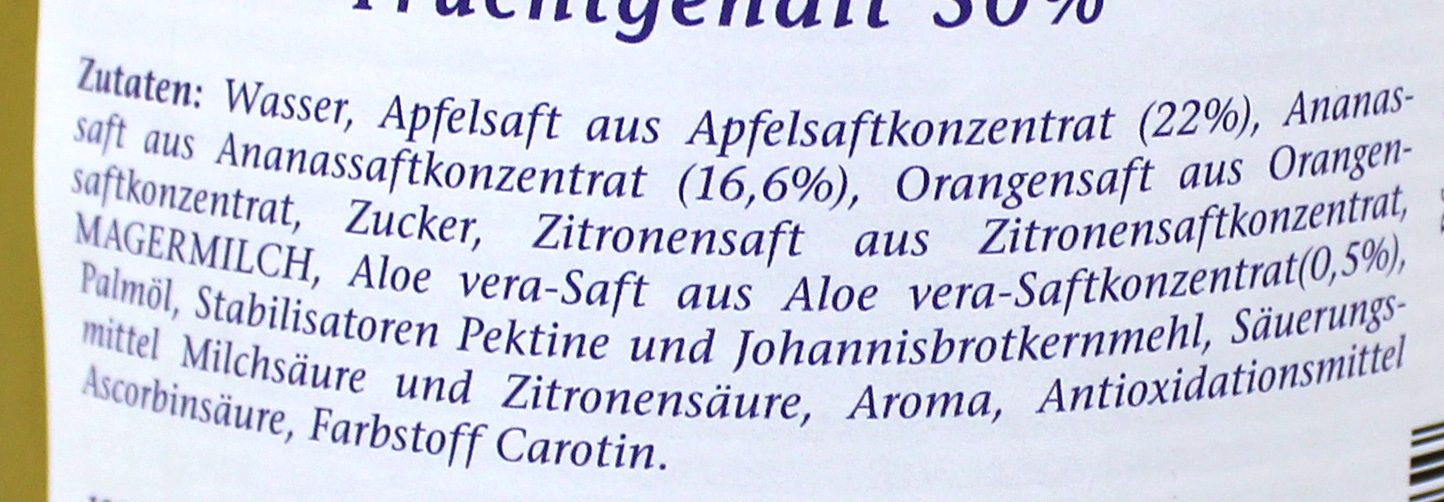 Fruchtgehalt 50%
Zutaten: Wasser, Apfelsaft aus Apfelsaftkonzentrat (22%), Ananas-
saft aus Ananassaftkonzentrat (16,6%), Orangensaft aus Orangen-
saftkonzentrat, Zucker, Zitronensaft aus Zitronensaftkonzentrat,
MAGERMILCH, Aloe vera-Saft aus Aloe vera-Saftkonzentrat(0,5%),
Palmöl, Stabilisatoren Pektine und Johannisbrotkernmehl, Säuerungs-
mittel Milchsäure und Zitronensäure, Aroma, Antioxidationsmittel
Ascorbinsäure, Farbstoff Carotin.